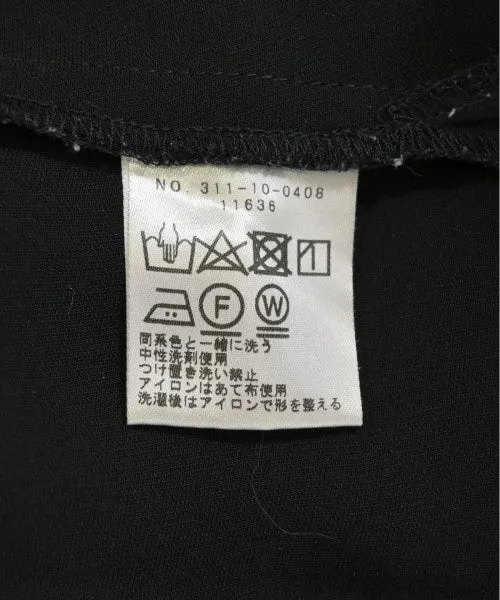 NO. 311-10-0408
11636
F
W
同系色と一緒に洗う
中性洗剤使用
つけ置き洗い禁止
アイロンはあて布使用
洗濯後はアイロンで形を整える